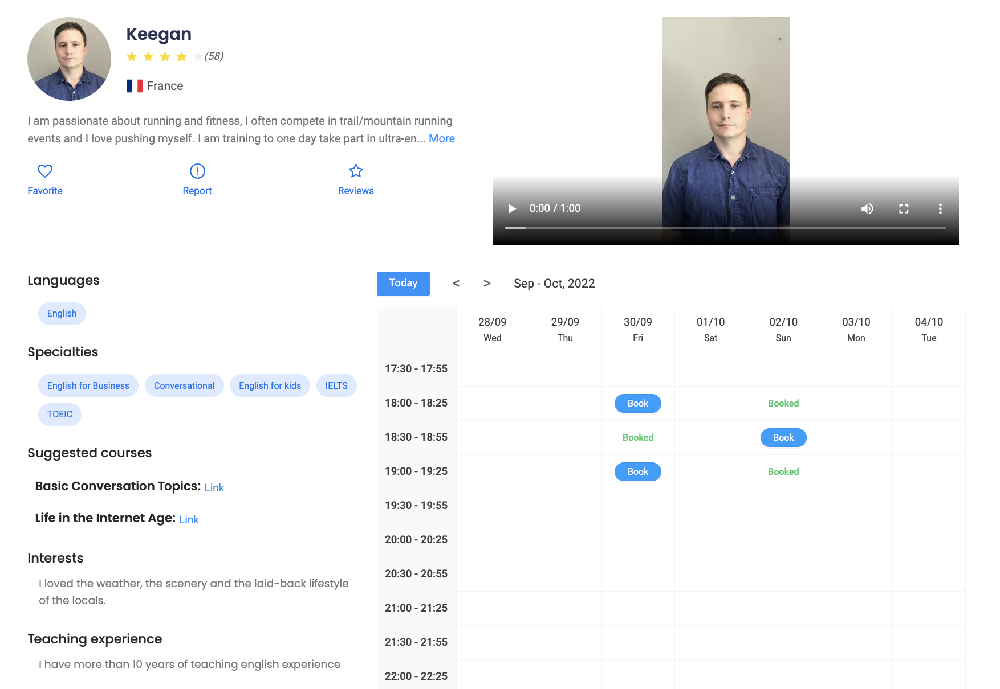 Keegan
(58)
France
I am passionate about running and fitness, I often compete in trail/mountain running
events and I love pushing myself. I am training to one day take part in ultra-en... More
Favorite
Report
Reviews
0:00 / 1:00
Languages
English
Specialties
English for Business
Conversational
English for kids
IELTS
TOEIC
Suggested courses
Basic Conversation Topics: Link
Life in the Internet Age: Link
Interests
I loved the weather, the scenery and the laid-back lifestyle
of the locals.
Teaching experience
I have more than 10 years of teaching english experience
Today < > Sep - Oct, 2022
28/09 29/09 30/09 01/10 02/10 03/10 04/10
Wed Thu Fri Sat Sun Mon Tue
17:30 - 17:55
18:00 - 18:25 Book Booked
18:30 - 18:55 Booked Book
19:00 - 19:25 Book Booked
19:30 - 19:55
20:00 - 20:25
20:30 - 20:55
21:00 - 21:25
21:30 - 21:55
22:00 - 22:25